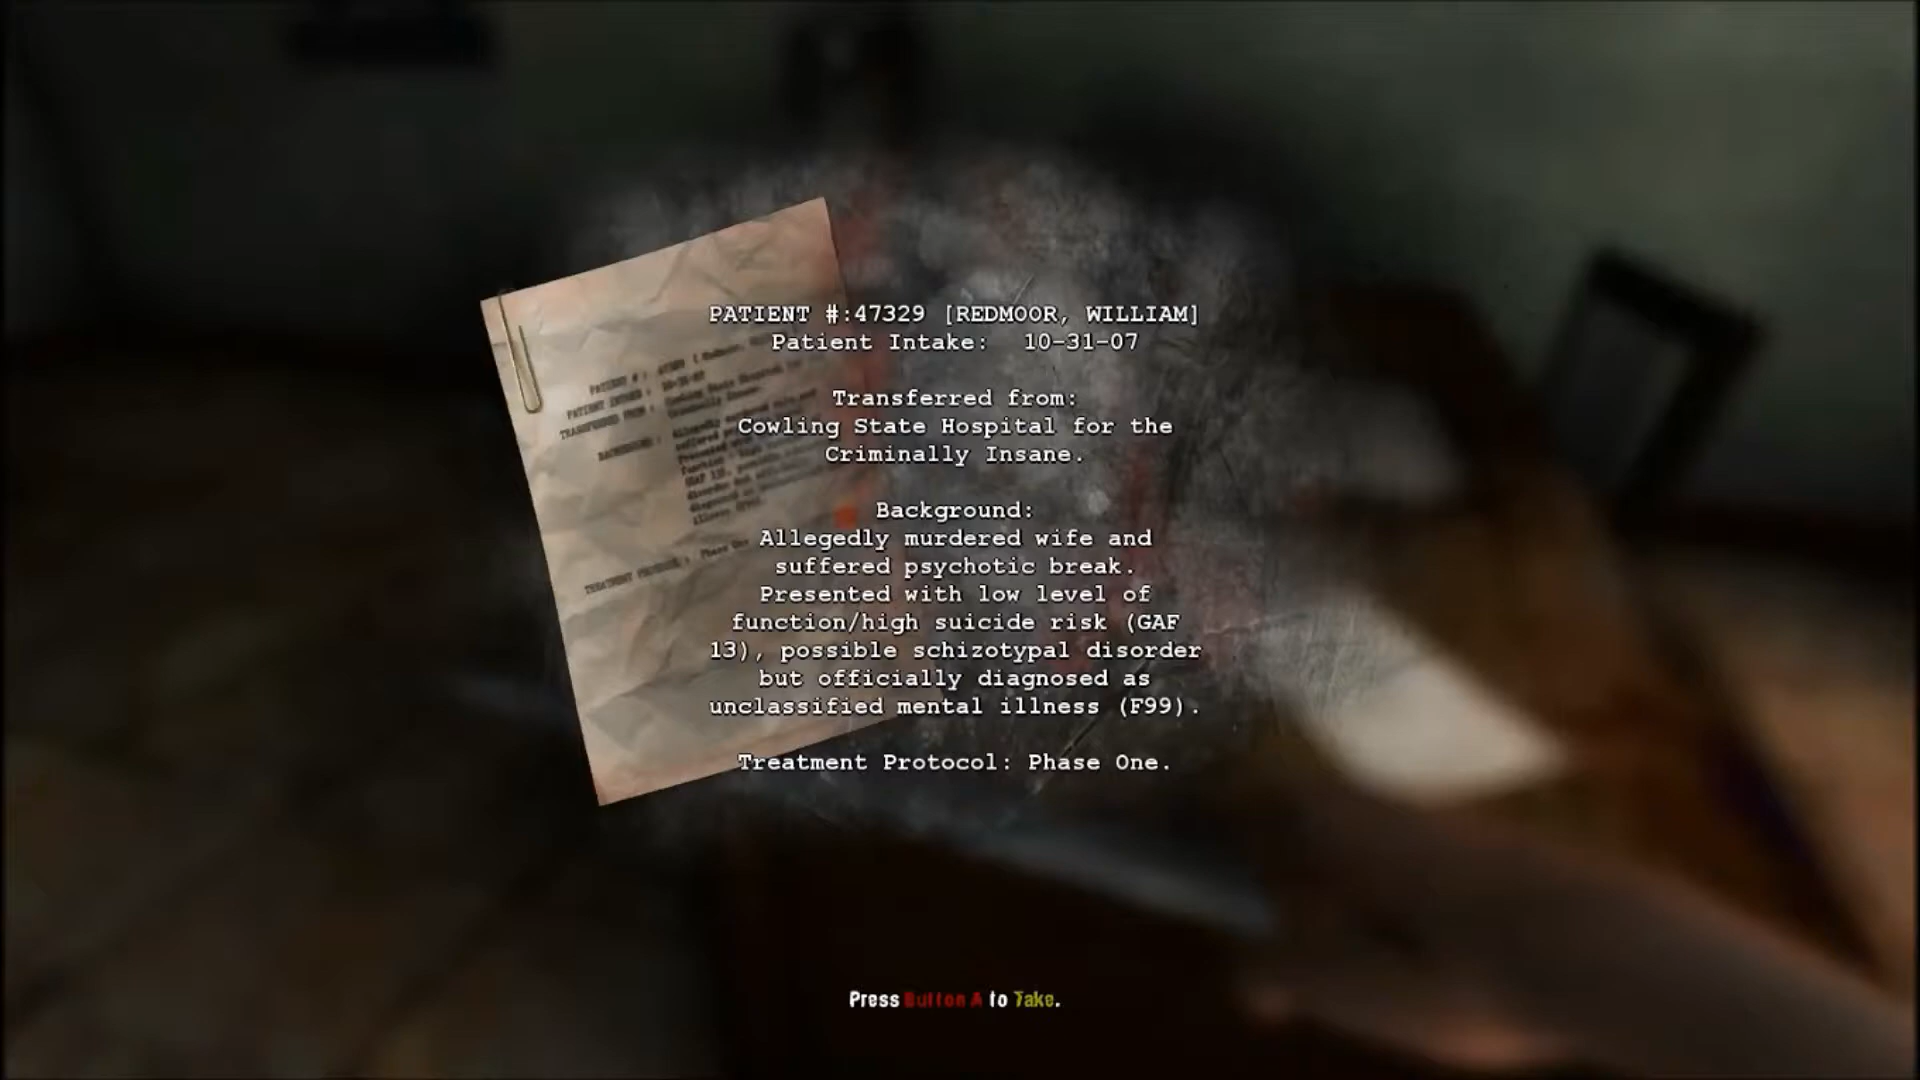 PATIENT #:47329 [REDMOOR, WILLIAM]
Patient Intake:  10-31-07
Transferred from:
Cowling State Hospital for the
Criminally Insane.
Background:
Allegedly murdered wife and
suffered psychotic break.
Presented with low level of
function/high suicide risk (GAF
13), possible schizotypal disorder
but officially diagnosed as
unclassified mental illness (F99).
Treatment Protocol: Phase One.
Press Button A to Take.